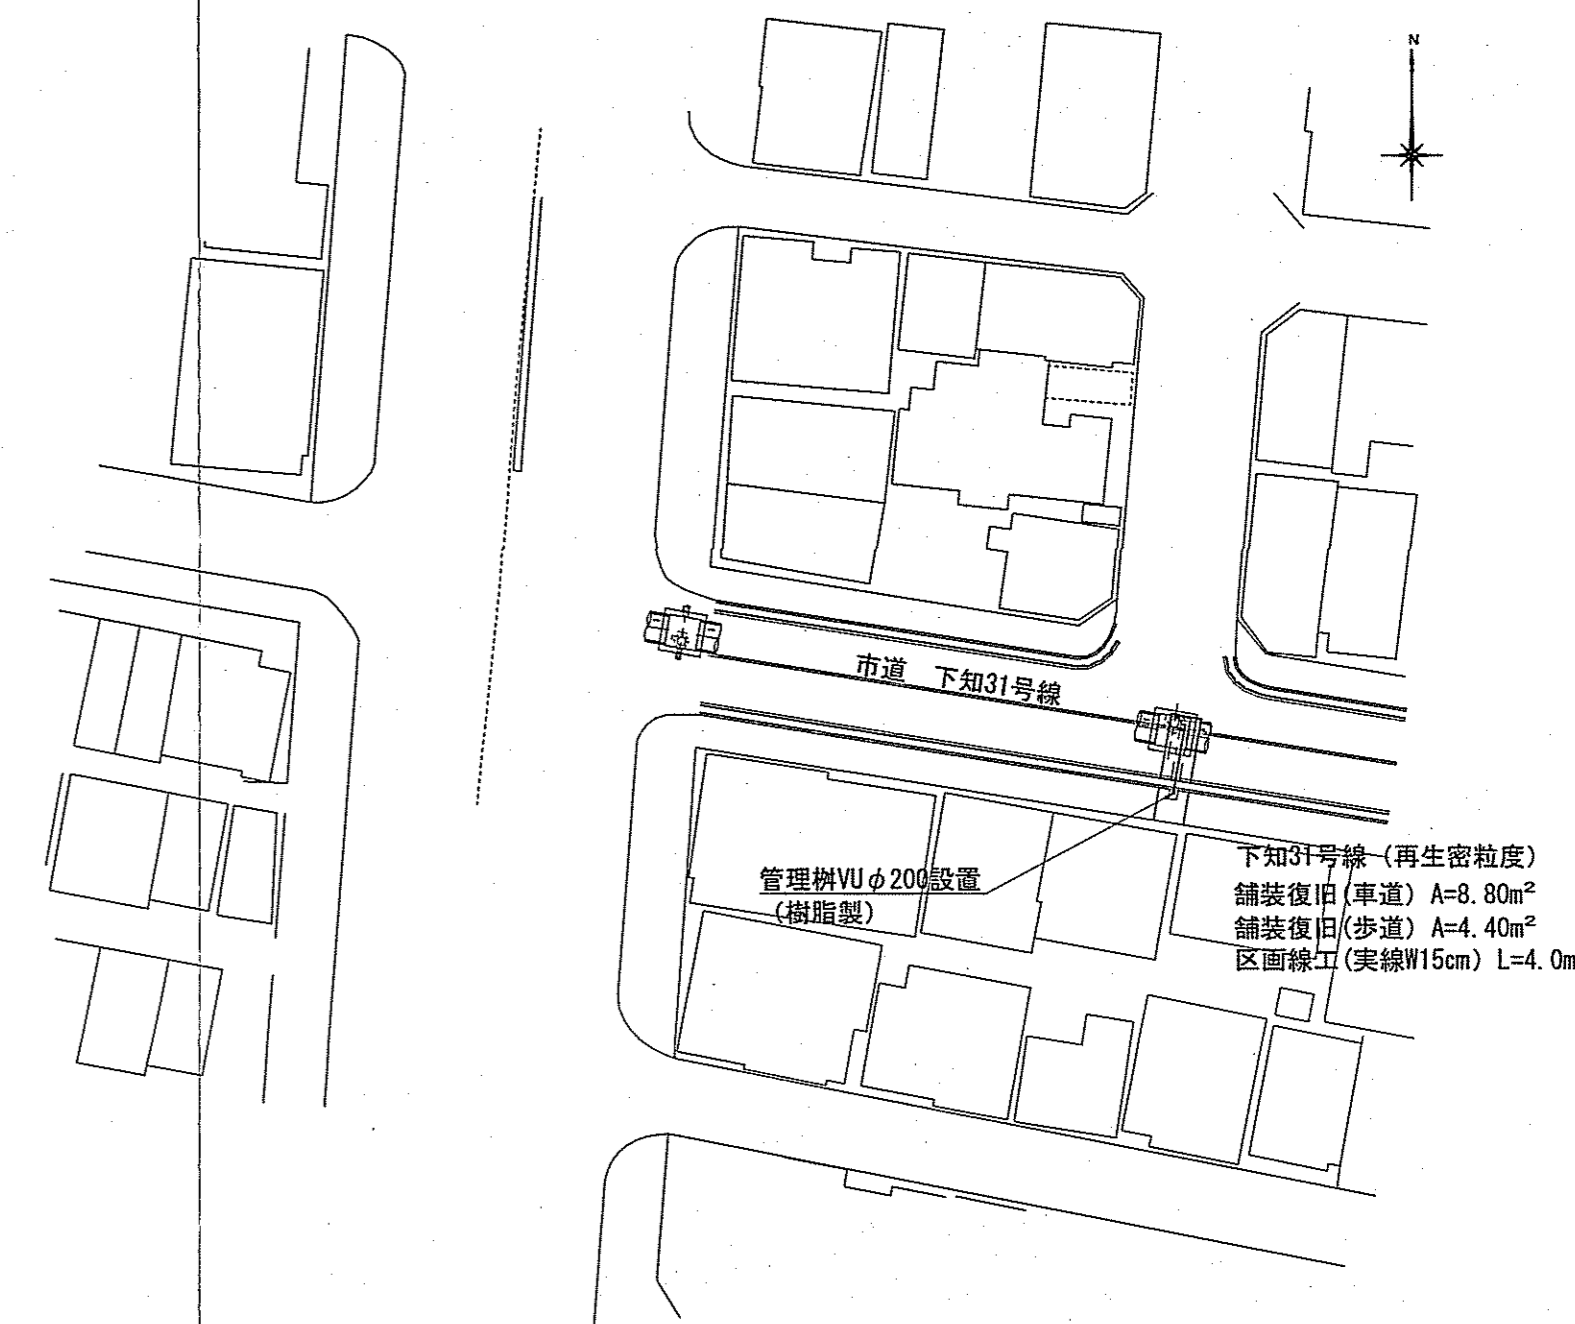 N
市道 下知31号線
管理桝VUφ200設置
(樹脂製)
下知31号線(再生密粒度)
舗装復旧(車道) A=8.80m²
舗装復旧(歩道) A=4.40m²
区画線工(実線W15cm) L=4.0m